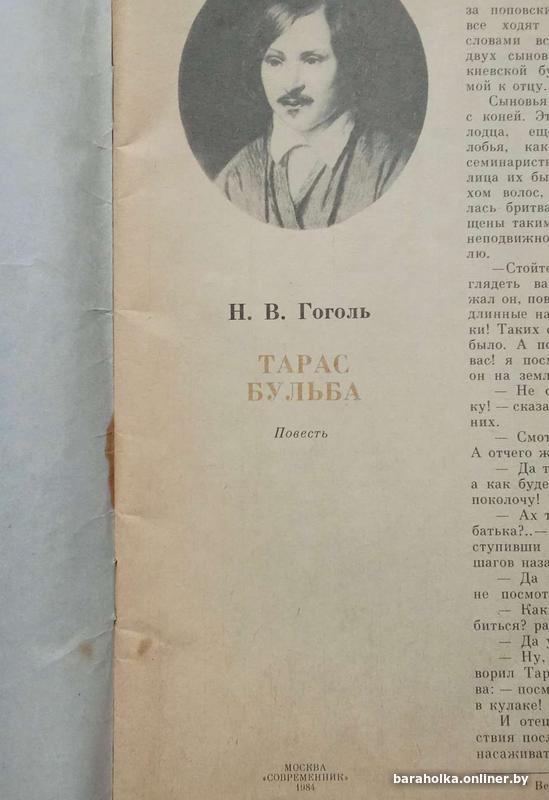 Н. В. Гоголь
ТАРАС
БУЛЬБА
Повесть
МОСКВА
«СОВРЕМЕННИК»
1984
за поповски
все ходят
словами вс
двух сынов
киевской бу
мой к отцу.
Сыновья
с коней. Эт
лодца, ещ
лобья, как
семинарист
лица их бы
хом волос,
лась бритва
щены таким
неподвижно
лю.
—Стойте
глядеть ва
жал он, пов
длинные на
ки! Таких с
было. А по
вас! я посм
он на земл
— Не с
ку! — сказа
них.
— Смот
А отчего ж
— Да т
а как буде
поколочу!
— Ах т
батька?..—
ступивши
шагов наза
— Да
не посмот
— Как
биться? ра
— Да у
— Ну,
ворил Тар
ва: — посм
в кулаке!
И отец
ствия посл
насаживат
Во
baraholka.onliner.by